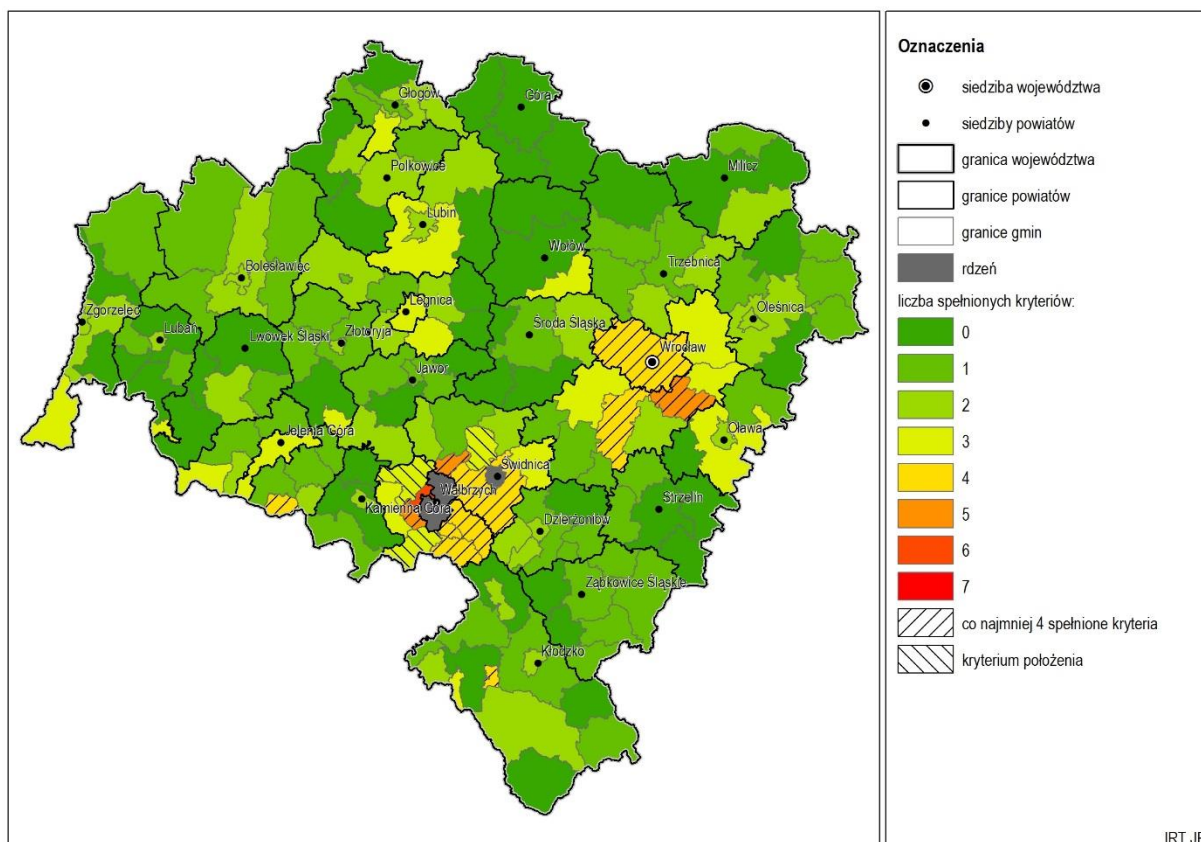 Głogów
Góra
Polkowice
Milicz
Lubin
Wołów
Bolesławiec
Trzebnica
Legnica
Oleśnica
Zgorzelec
Lubań
Lwówek Śląski
Złotoryja
Środa Śląska
Wrocław
Jawor
Jelenia Góra
Oława
Świdnica
Wałbrzych
Kamienna Góra
Strzelin
Dzierżoniów
Ząbkowice Śląskie
Kłodzko
Oznaczenia
siedziba województwa
siedziby powiatów
granica województwa
granice powiatów
granice gmin
rdzeń
liczba spełnionych kryteriów:
0
1
2
3
4
5
6
7
co najmniej 4 spełnione kryteria
kryterium położenia